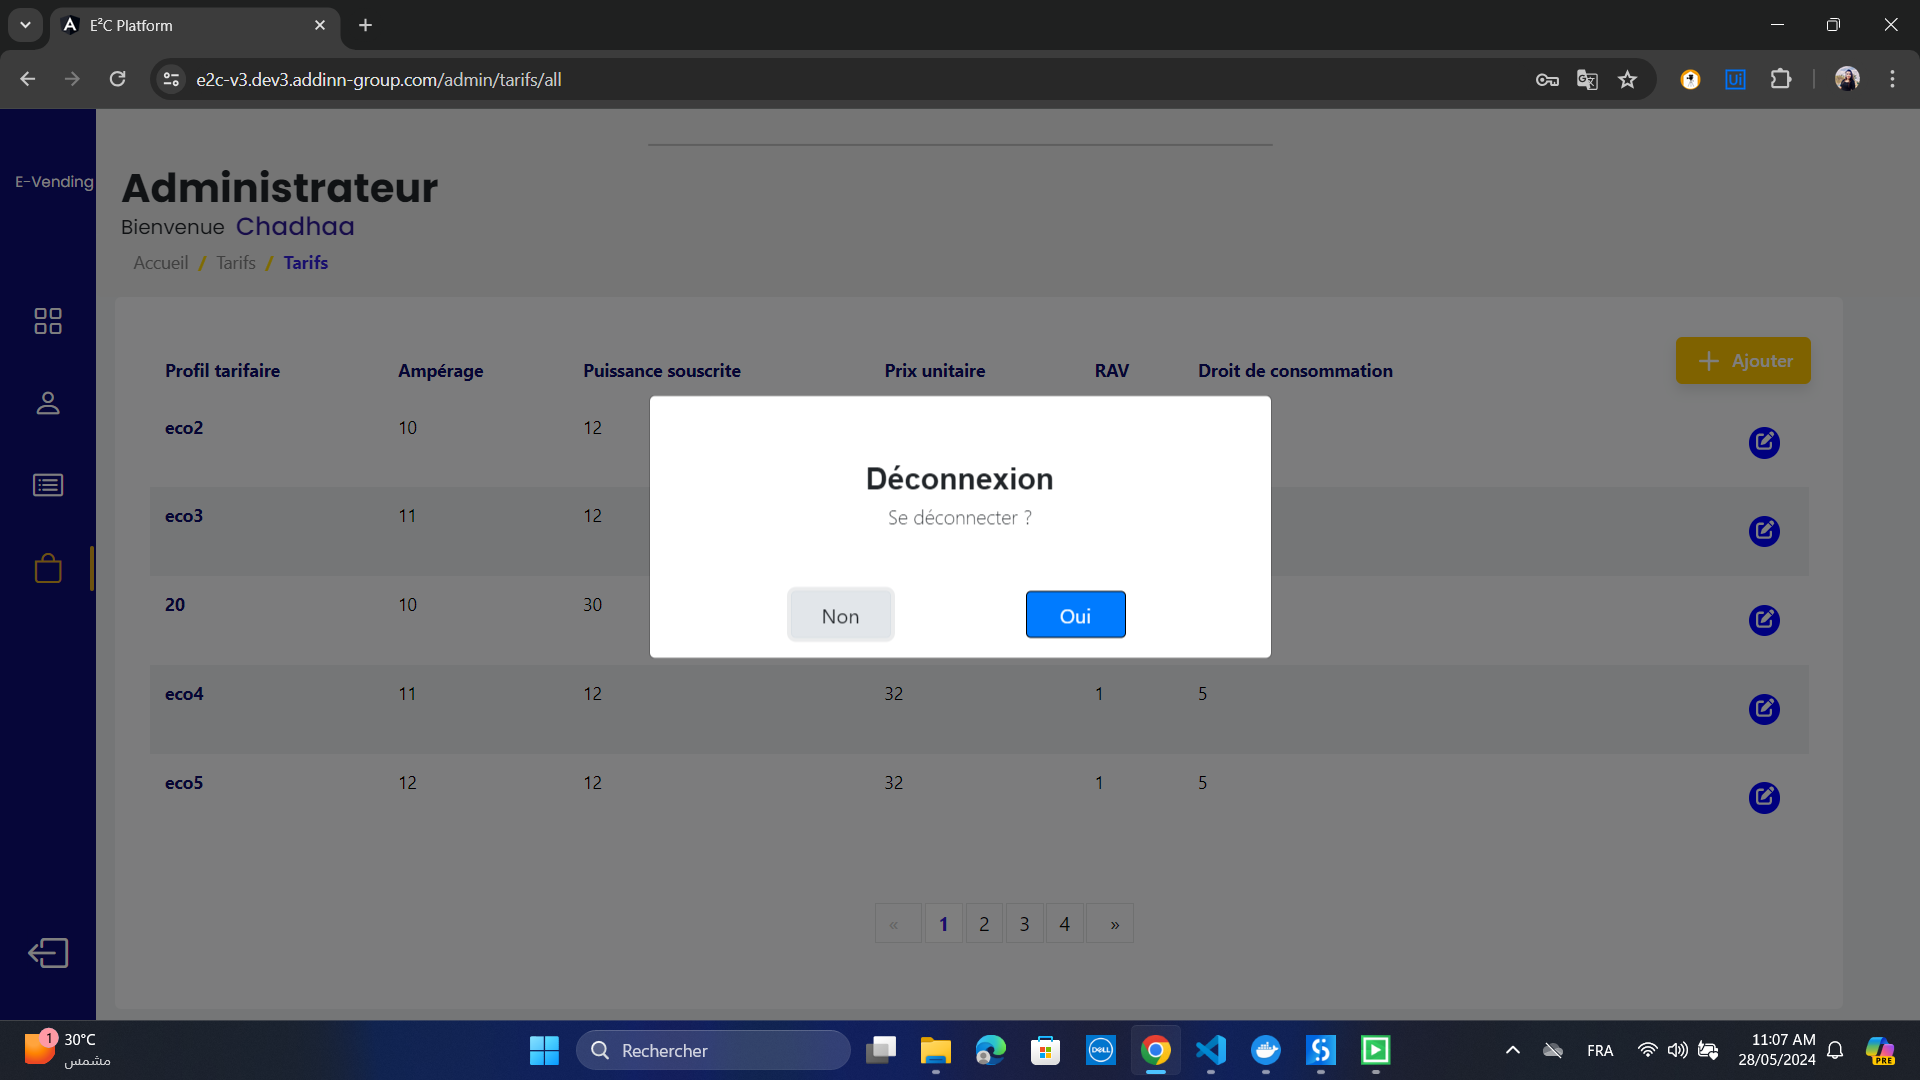 E²C Platform
e2c-v3.dev3.addinn-group.com/admin/tarifs/all
E-Vending
Administrateur
Bienvenue Chadhaa
Accueil / Tarifs / Tarifs
Ajouter
Profil tarifaire Ampérage Puissance souscrite Prix unitaire RAV Droit de consommation
eco2 10 12
eco3 11 12
20 10 30
eco4 11 12 32 1 5
eco5 12 12 32 1 5
Déconnexion
Se déconnecter ?
Non Oui
« 1 2 3 4 »
1
30°C
مشمس
Rechercher
DELL
FRA
11:07 AM
28/05/2024
PRE